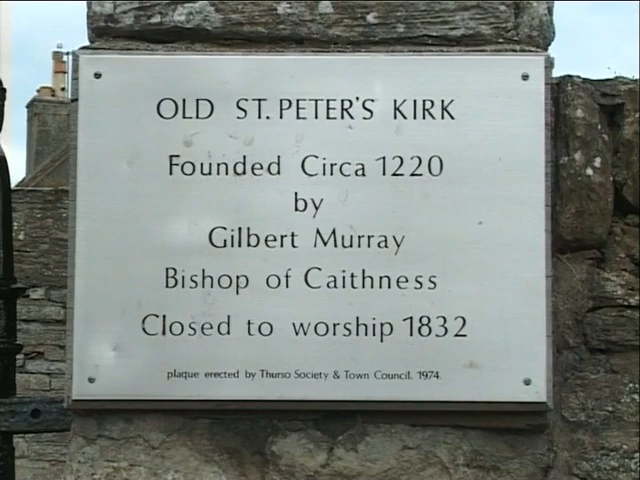 OLD ST. PETER'S KIRK
Founded Circa 1220
by
Gilbert Murray
Bishop of Caithness
Closed to worship 1832
plaque erected by Thurso Society & Town Council. 1974.